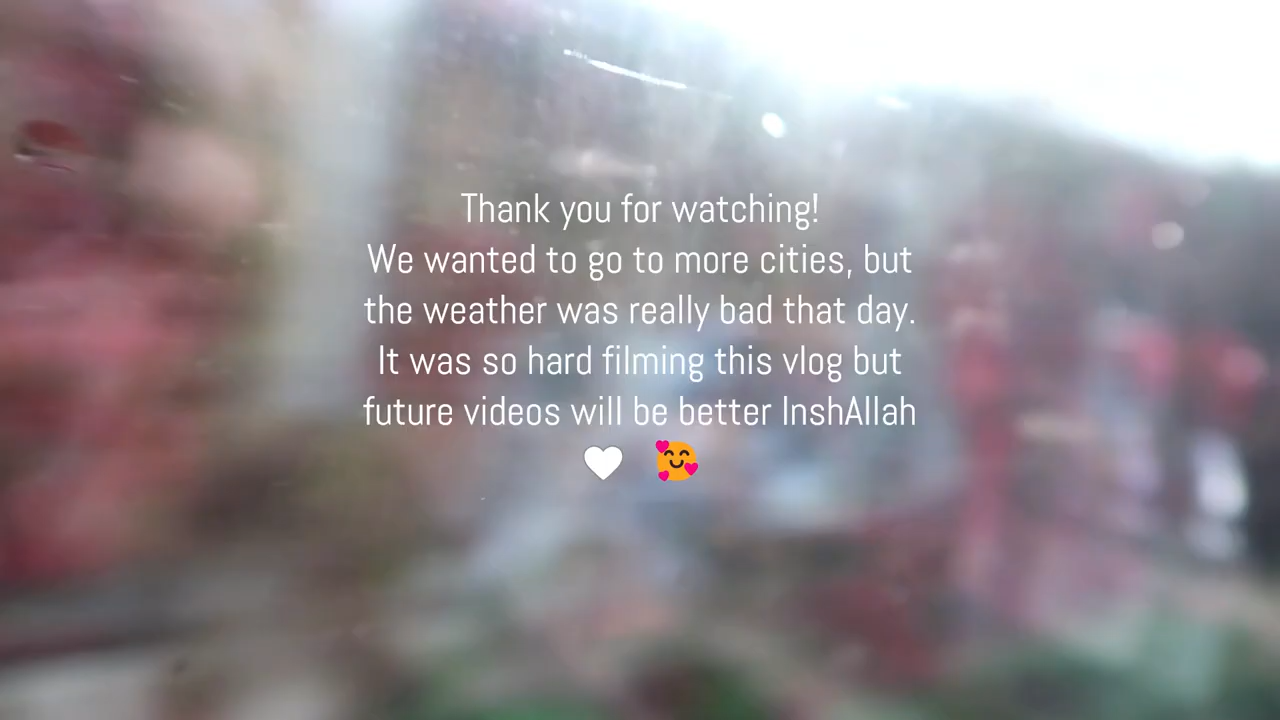 Thank you for watching!
We wanted to go to more cities, but
the weather was really bad that day.
It was so hard filming this vlog but
future videos will be better InshAllah
🤍 🥰